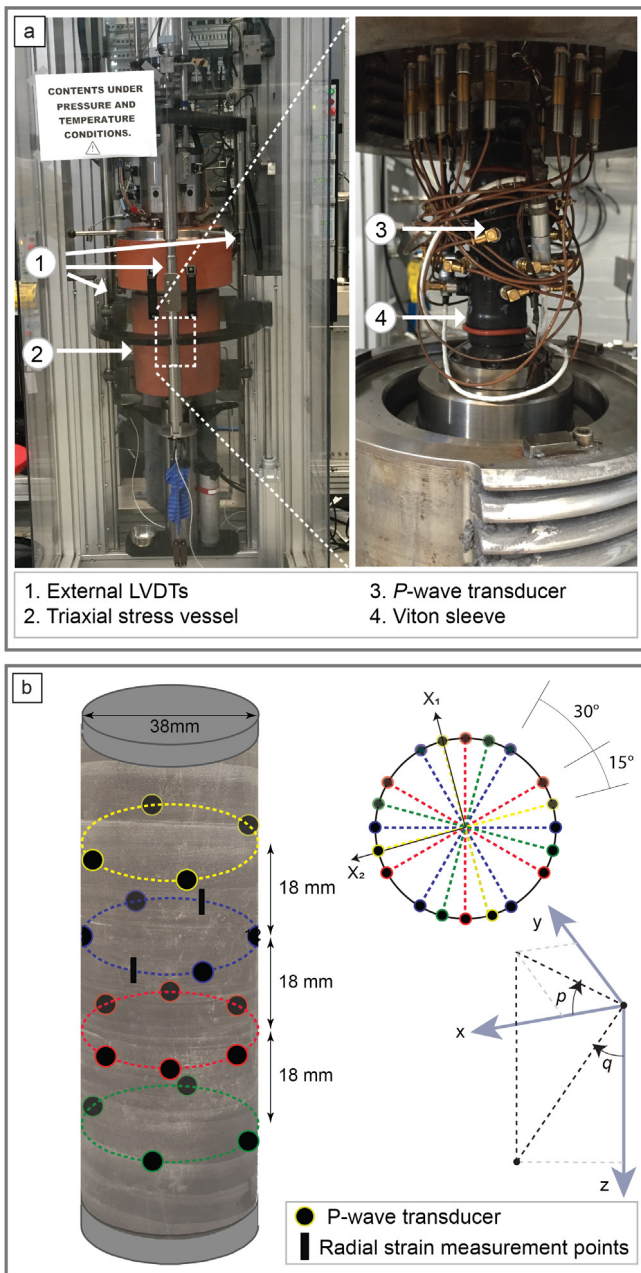 a
CONTENTS UNDER
PRESSURE AND
TEMPERATURE
CONDITIONS.
1
2
3
4
1. External LVDTs
2. Triaxial stress vessel
3. P-wave transducer
4. Viton sleeve
b
38mm
18 mm
18 mm
18 mm
X₁
X₂
30°
15°
y
p
x
q
z
P-wave transducer
Radial strain measurement points